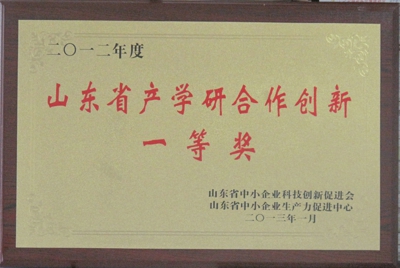 二〇一二年度
山东省产学研合作创新
一等奖
山东省中小企业科技创新促进会
山东省中小企业生产力促进中心
二〇一三年一月